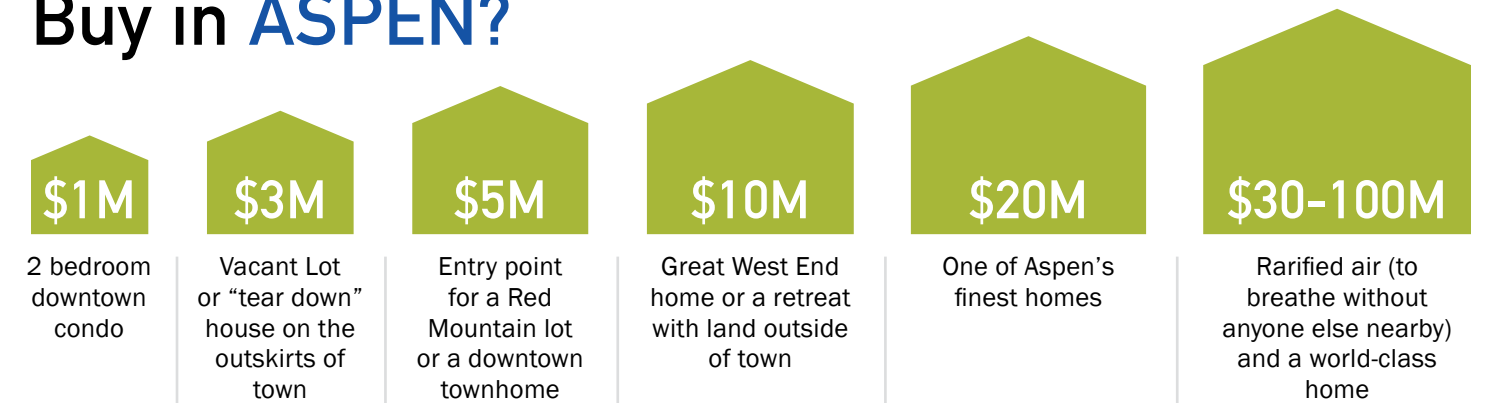 Buy in ASPEN?
$1M
2 bedroom
downtown
condo
$3M
Vacant Lot
or “tear down”
house on the
outskirts of
town
$5M
Entry point
for a Red
Mountain lot
or a downtown
townhome
$10M
Great West End
home or a retreat
with land outside
of town
$20M
One of Aspen’s
finest homes
$30-100M
Rarified air (to
breathe without
anyone else nearby)
and a world-class
home